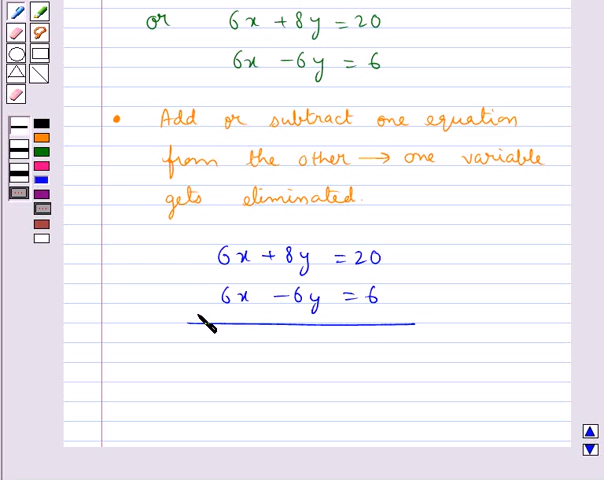 or 6x + 8y = 20
6x - 6y = 6
• Add or subtract one equation
from the other → one variable
gets eliminated.
6x + 8y = 20
6x - 6y = 6